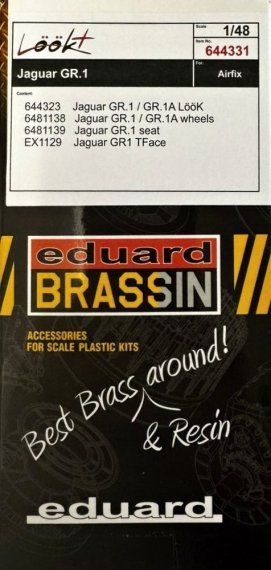 LööK+
Scale
1/48
Item No.
644331
Jaguar GR.1
For:
Airfix
Content:
644323 Jaguar GR.1 / GR.1A LööK
6481138 Jaguar GR.1 / GR.1A wheels
6481139 Jaguar GR.1 seat
EX1129 Jaguar GR1 TFace
eduard
BRASSIN
ACCESSORIES
FOR SCALE PLASTIC KITS
Best Brass around!
& Resin
eduard